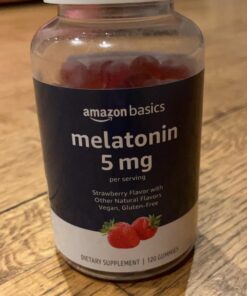 amazon basics
melatonin
5 mg
per serving
Strawberry Flavor with
Other Natural Flavors
Vegan, Gluten-Free
DIETARY SUPPLEMENT | 120 GUMMIES